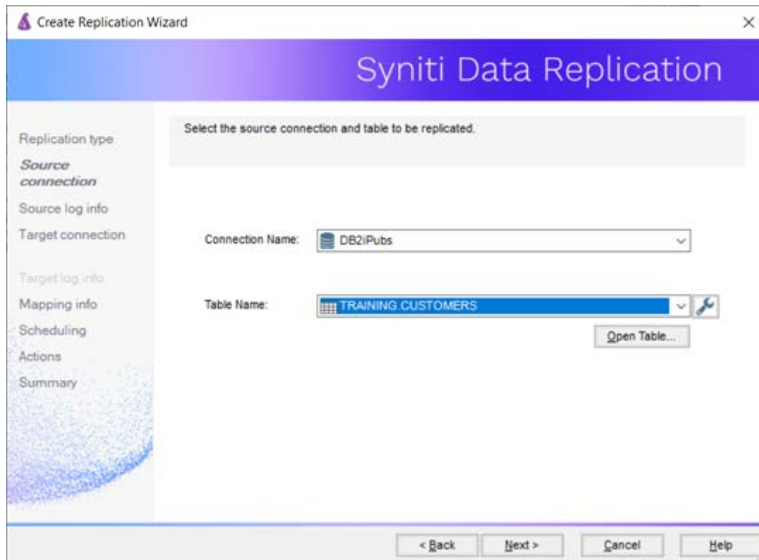 Create Replication Wizard
Syniti Data Replication
Replication type
Source
connection
Source log info
Target connection
Target log info
Mapping info
Scheduling
Actions
Summary
Select the source connection and table to be replicated.
Connection Name:
DB2iPubs
Table Name:
TRAINING.CUSTOMERS
Open Table...
< Back
Next >
Cancel
Help